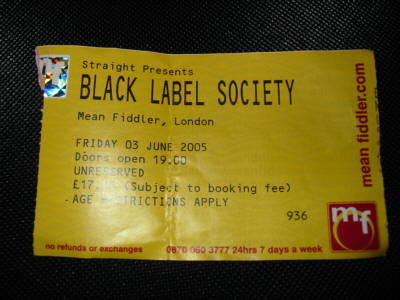 Straight Presents
BLACK LABEL SOCIETY
Mean Fiddler, London
FRIDAY 03 JUNE 2005
Doors open 19.00
UNRESERVED
(Subject to booking fee)
AGE RESTRICTIONS APPLY
936
no refunds or exchanges
0870 060 3777 24hrs 7 days a week
mean fiddler.com
mf